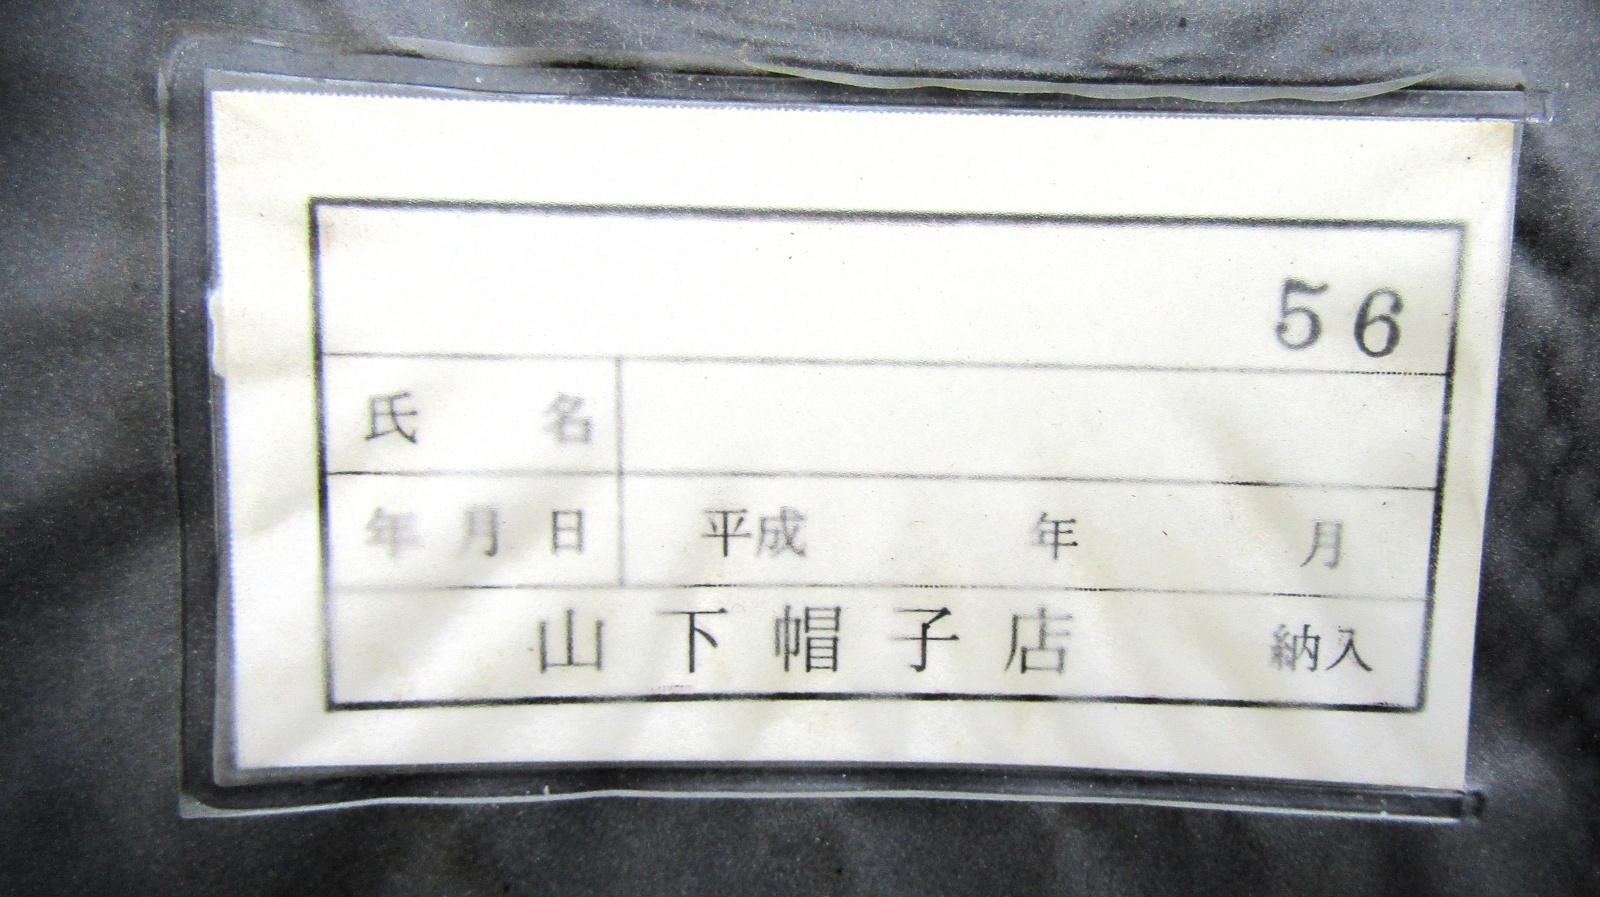 56
氏名
年月日 平成 年 月
山下帽子店 納入